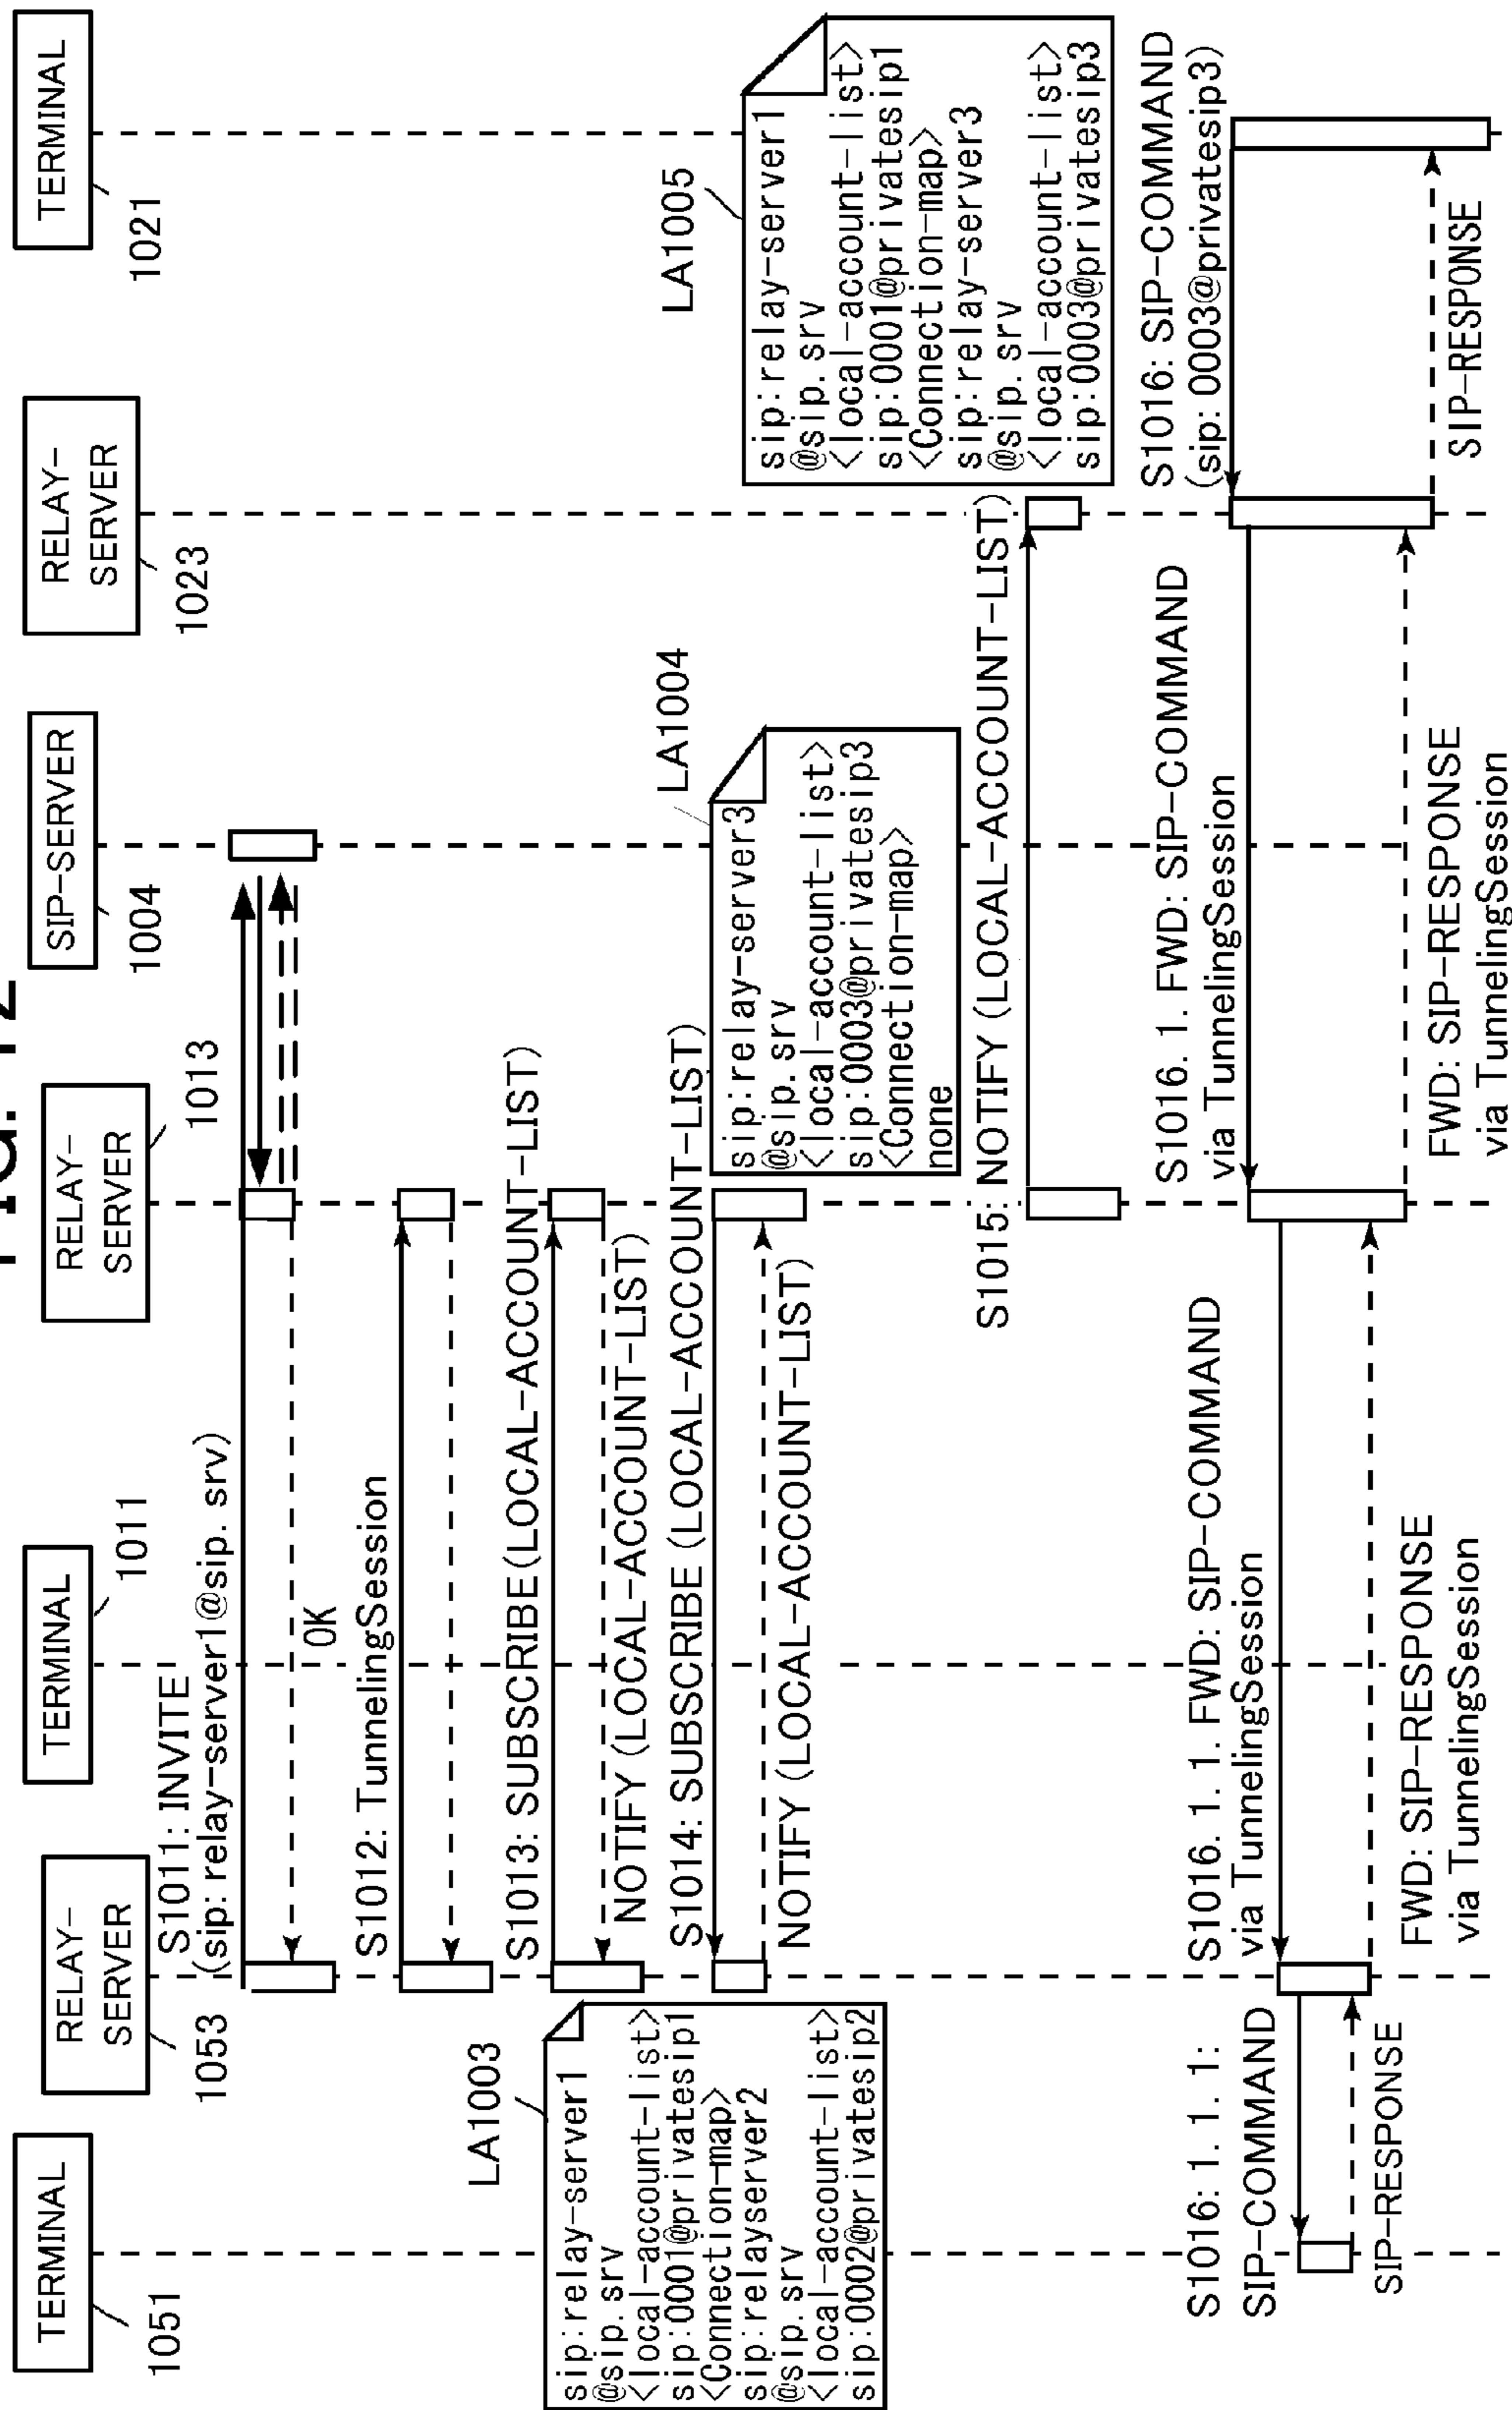 FIG. 12
TERMINAL
1051
RELAY-
SERVER
1053
TERMINAL
1011
RELAY-
SERVER
1013
SIP-SERVER
1004
RELAY-
SERVER
1023
TERMINAL
1021
S1011: INVITE
(sip: relay-server1@sip. srv)
OK
S1012: TunnelingSession
S1013: SUBSCRIBE(LOCAL-ACCOUNT-LIST)
NOTIFY (LOCAL-ACCOUNT-LIST)
S1014: SUBSCRIBE (LOCAL-ACCOUNT-LIST)
NOTIFY (LOCAL-ACCOUNT-LIST)
LA1003
sip:relay-server1
@sip.srv
<local-account-list>
sip:0001@privatesip1
<Connection-map>
sip:relayserver2
@sip.srv
<local-account-list>
sip:0002@privatesip2
LA1004
sip:relay-server3
@sip.srv
<local-account-list>
sip:0003@privatesip3
<Connection-map>
none
LA1005
sip:relay-server1
@sip.srv
<local-account-list>
sip:0001@privatesip1
<Connection-map>
sip:relay-server3
@sip.srv
<local-account-list>
sip:0003@privatesip3
S1015: NOTIFY (LOCAL-ACCOUNT-LIST)
S1016: SIP-COMMAND
(sip: 0003@privatesip3)
S1016. 1. FWD: SIP-COMMAND
via TunnelingSession
S1016. 1. 1. FWD: SIP-COMMAND
via TunnelingSession
S1016: 1. 1. 1:
SIP-COMMAND
SIP-RESPONSE
FWD: SIP-RESPONSE
via TunnelingSession
FWD: SIP-RESPONSE
via TunnelingSession
SIP-RESPONSE